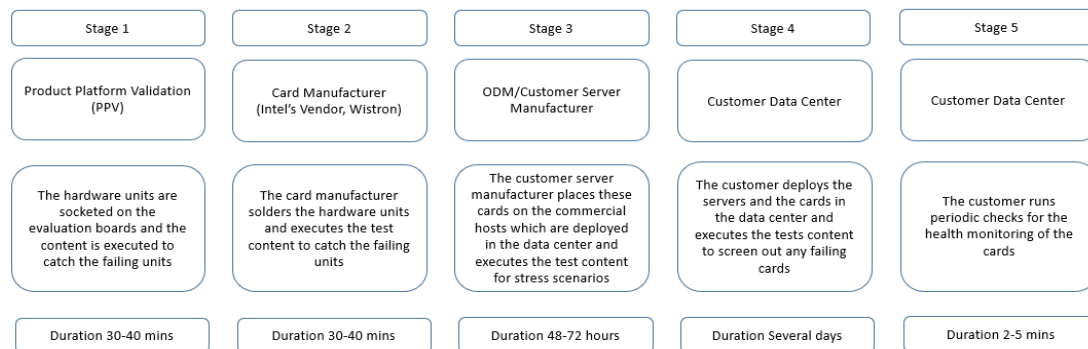 Stage 1
Stage 2
Stage 3
Stage 4
Stage 5
Product Platform Validation
(PPV)
Card Manufacturer
(Intel's Vendor, Wistron)
ODM/Customer Server
Manufacturer
Customer Data Center
Customer Data Center
The hardware units are
socketed on the
evaluation boards and the
content is executed to
catch the failing units
The card manufacturer
solders the hardware units
and executes the test
content to catch the failing
units
The customer server
manufacturer places these
cards on the commercial
hosts which are deployed
in the data center and
executes the test content
for stress scenarios
The customer deploys the
servers and the cards in
the data center and
executes the tests content
to screen out any failing
cards
The customer runs
periodic checks for the
health monitoring of the
cards
Duration 30-40 mins
Duration 30-40 mins
Duration 48-72 hours
Duration Several days
Duration 2-5 mins